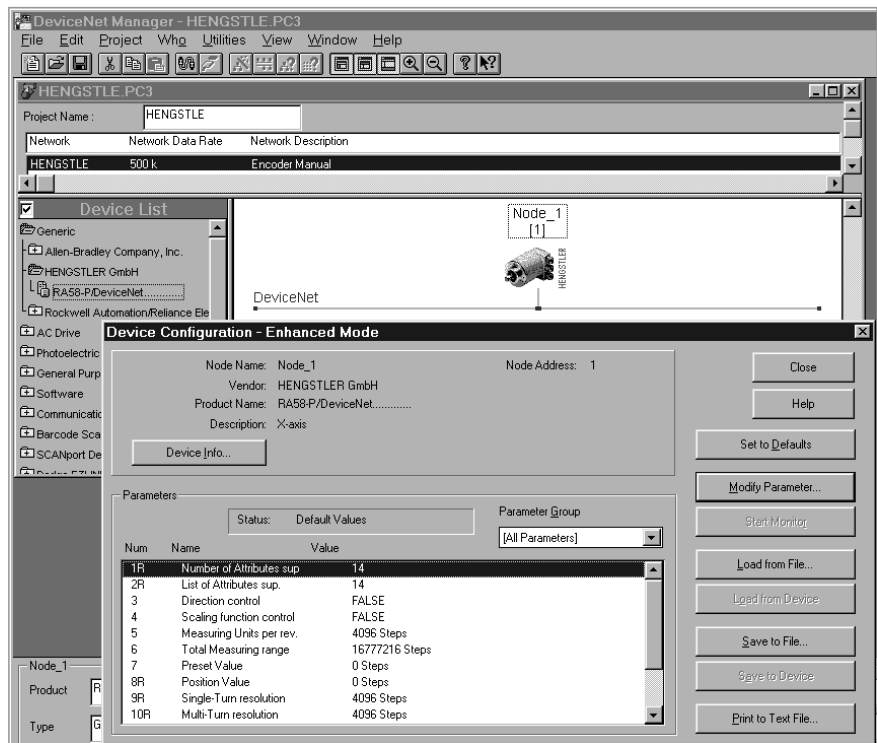 DeviceNet Manager - HENGSTLE.PC3
File Edit Project Who Utilities View Window Help
HENGSTLE.PC3
Project Name : HENGSTLE
Network Network Data Rate Network Description
HENGSTLE 500 k Encoder Manual
Device List
Generic
Allen-Bradley Company, Inc.
HENGSTLER GmbH
RA58-P/DeviceNet.............
Rockwell Automation/Reliance Ele
AC Drive
Photoelectric
General Purp
Software
Communicatic
Barcode Sca
SCANport De
Node_1
[1]
HENGSTLER
DeviceNet
Device Configuration - Enhanced Mode
Node Name: Node_1 Node Address: 1
Vendor: HENGSTLER GmbH
Product Name: RA58-P/DeviceNet.............
Description: X-axis
Device Info...
Close
Help
Set to Defaults
Modify Parameter...
Start Monitor
Load from File...
Load from Device
Save to File...
Save to Device
Print to Text File...
Parameters
Status: Default Values
Parameter Group
[All Parameters]
Num Name Value
1R Number of Attributes sup 14
2R List of Attributes sup. 14
3 Direction control FALSE
4 Scaling function control FALSE
5 Measuring Units per rev. 4096 Steps
6 Total Measuring range 16777216 Steps
7 Preset Value 0 Steps
8R Position Value 0 Steps
9R Single-Turn resolution 4096 Steps
10R Multi-Turn resolution 4096 Steps
Node_1
Product R
Type G